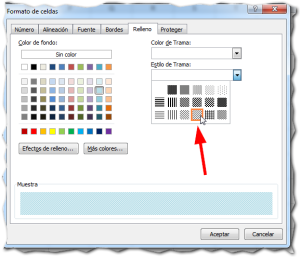 Formato de celdas
Número Alineación Fuente Bordes Relleno Proteger
Color de fondo:
Sin color
Color de Trama:
Estilo de Trama:
Efectos de relleno...
Más colores...
Muestra
Aceptar
Cancelar